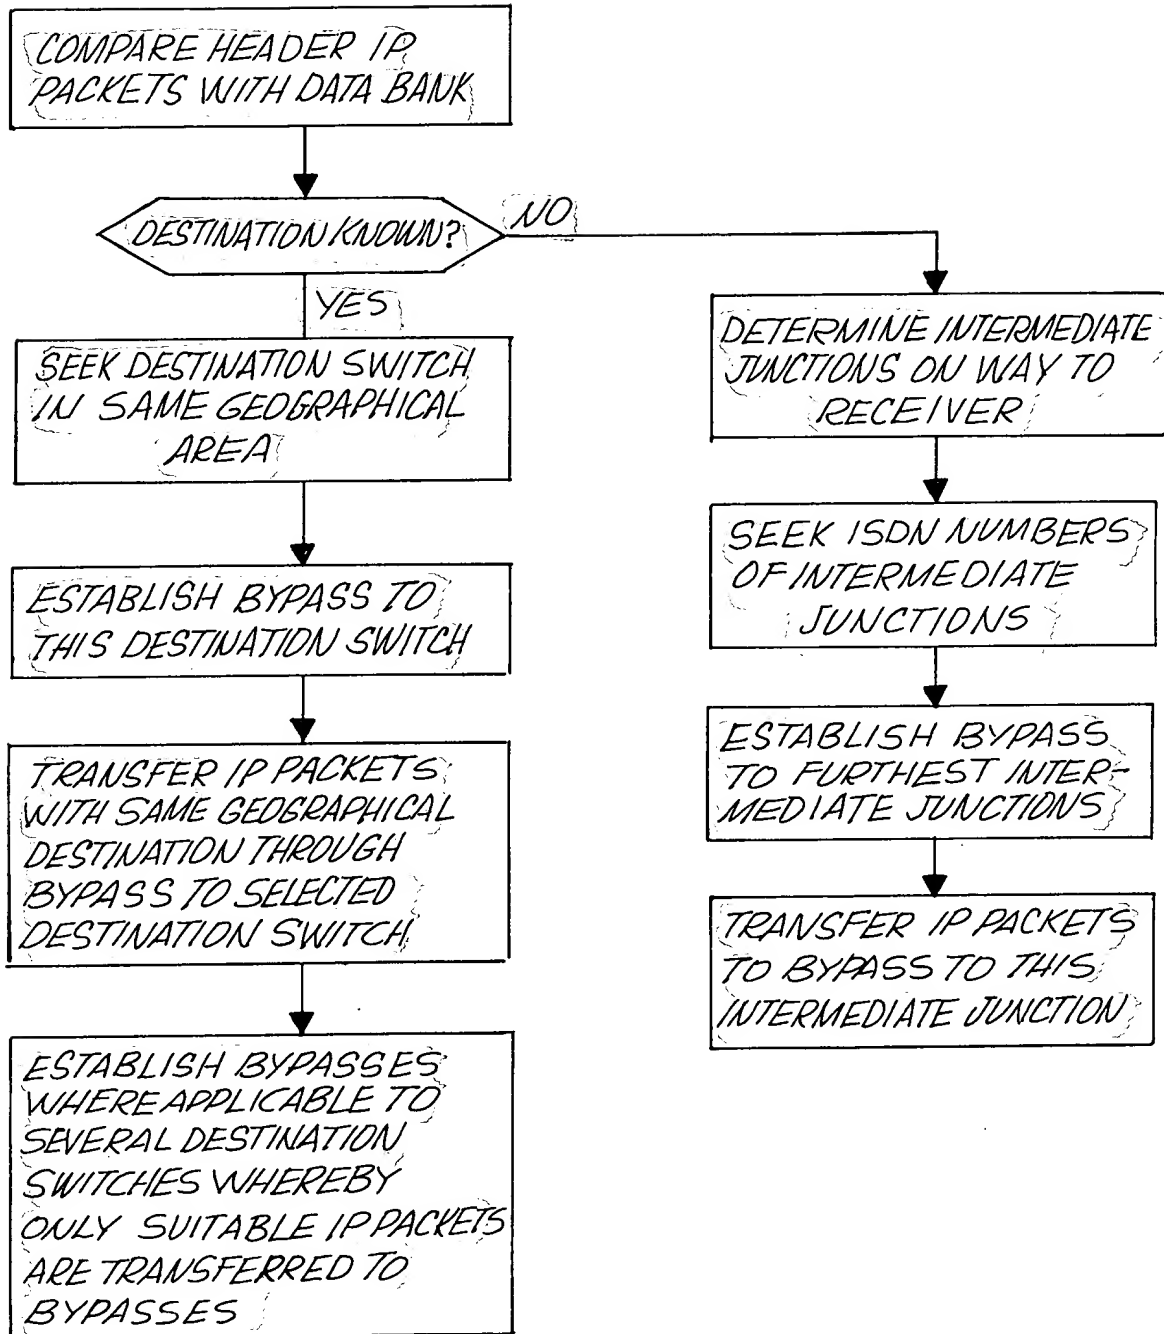 COMPARE HEADER IP
PACKETS WITH DATA BANK
DESTINATION KNOWN?
NO
YES
SEEK DESTINATION SWITCH
IN SAME GEOGRAPHICAL
AREA
ESTABLISH BYPASS TO
THIS DESTINATION SWITCH
TRANSFER IP PACKETS
WITH SAME GEOGRAPHICAL
DESTINATION THROUGH
BYPASS TO SELECTED
DESTINATION SWITCH
ESTABLISH BYPASSES
WHERE APPLICABLE TO
SEVERAL DESTINATION
SWITCHES WHEREBY
ONLY SUITABLE IP PACKETS
ARE TRANSFERRED TO
BYPASSES
DETERMINE INTERMEDIATE
JUNCTIONS ON WAY TO
RECEIVER
SEEK ISDN NUMBERS
OF INTERMEDIATE
JUNCTIONS
ESTABLISH BYPASS
TO FURTHEST INTER-
MEDIATE JUNCTIONS
TRANSFER IP PACKETS
TO BYPASS TO THIS
INTERMEDIATE JUNCTION